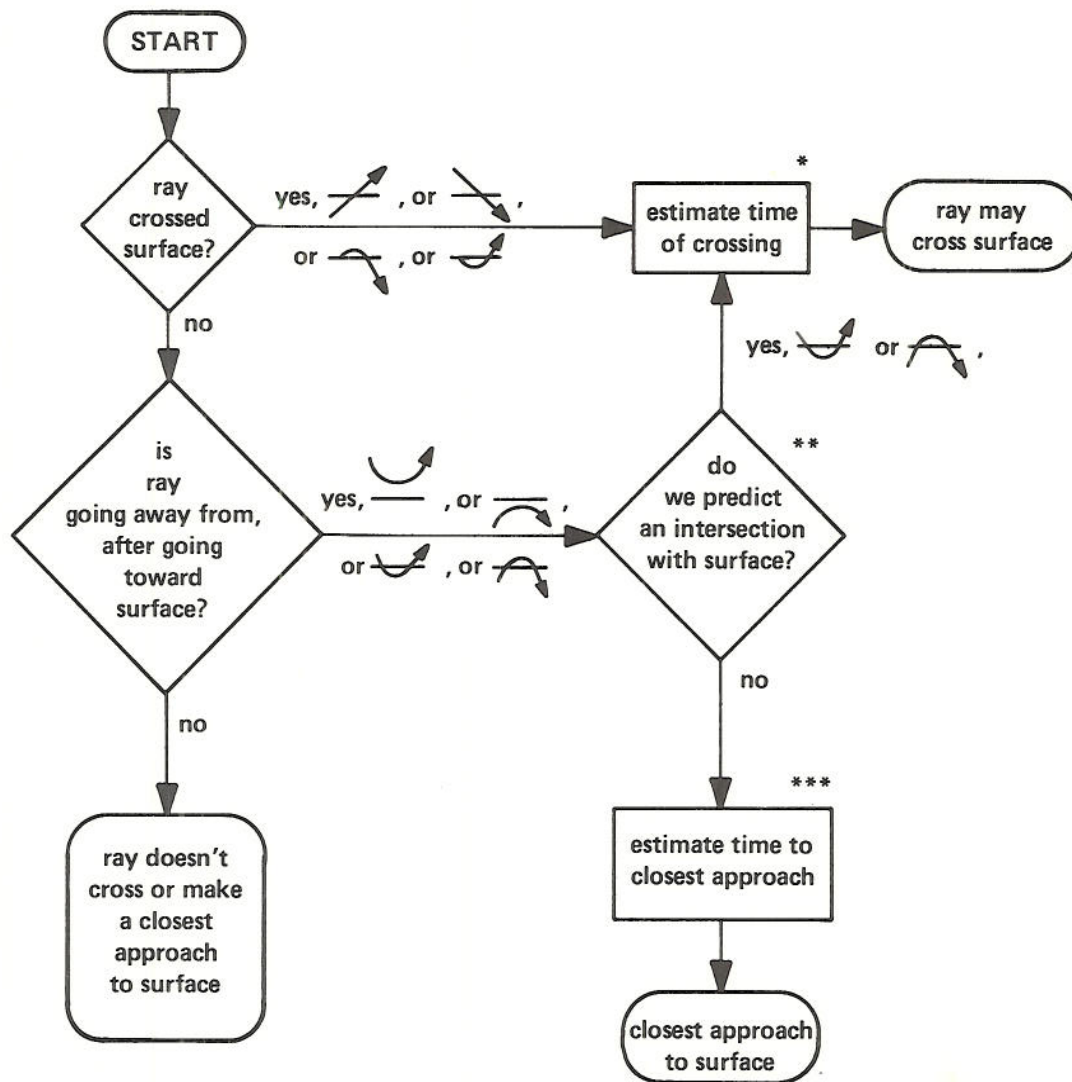 START
ray
crossed
surface?
yes, , or ,
or , or
*
estimate time
of crossing
ray may
cross surface
no
yes, or ,
is
ray
going away from,
after going
toward
surface?
yes, , or ,
or , or
**
do
we predict
an intersection
with surface?
no
no
***
ray doesn't
cross or make
a closest
approach
to surface
estimate time to
closest approach
closest approach
to surface